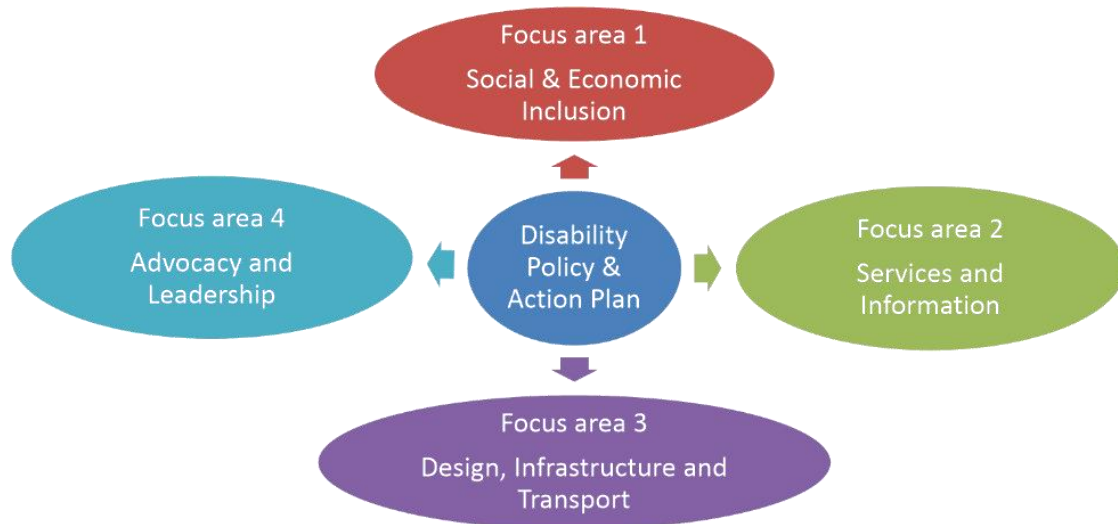 Focus area 1
Social & Economic
Inclusion
Focus area 4
Advocacy and
Leadership
Disability
Policy &
Action Plan
Focus area 2
Services and
Information
Focus area 3
Design, Infrastructure and
Transport